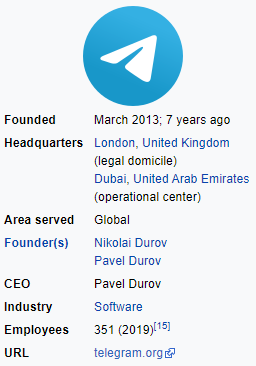 Founded March 2013; 7 years ago
Headquarters London, United Kingdom
(legal domicile)
Dubai, United Arab Emirates
(operational center)
Area served Global
Founder(s) Nikolai Durov
Pavel Durov
CEO Pavel Durov
Industry Software
Employees 351 (2019)[15]
URL telegram.org